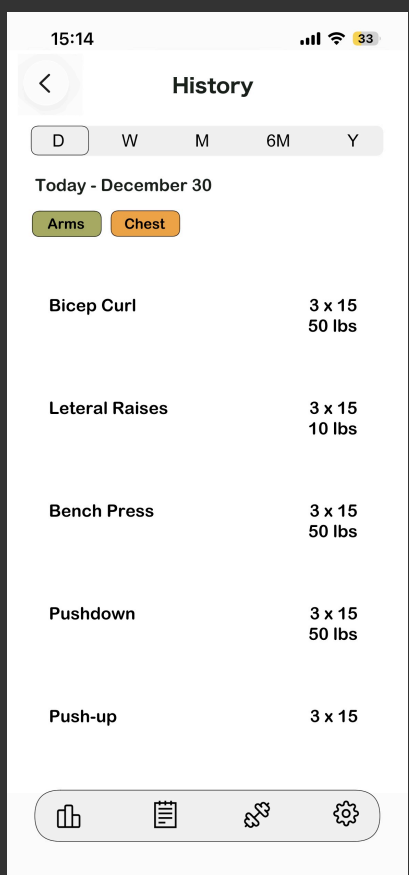 15:14
33
History
D W M 6M Y
Today - December 30
Arms Chest
Bicep Curl 3 x 15
50 lbs
Leteral Raises 3 x 15
10 lbs
Bench Press 3 x 15
50 lbs
Pushdown 3 x 15
50 lbs
Push-up 3 x 15